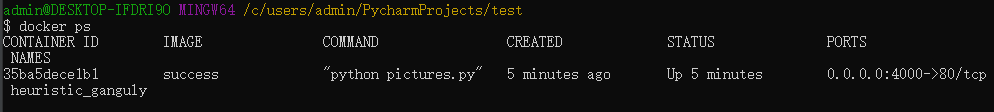 admin@DESKTOP-IFDRI9O MINGW64 /c/users/admin/PycharmProjects/test
$ docker ps
CONTAINER ID IMAGE COMMAND CREATED STATUS PORTS
NAMES
35ba5dece1b1 success "python pictures.py" 5 minutes ago Up 5 minutes 0.0.0.0:4000->80/tcp
heuristic_ganguly